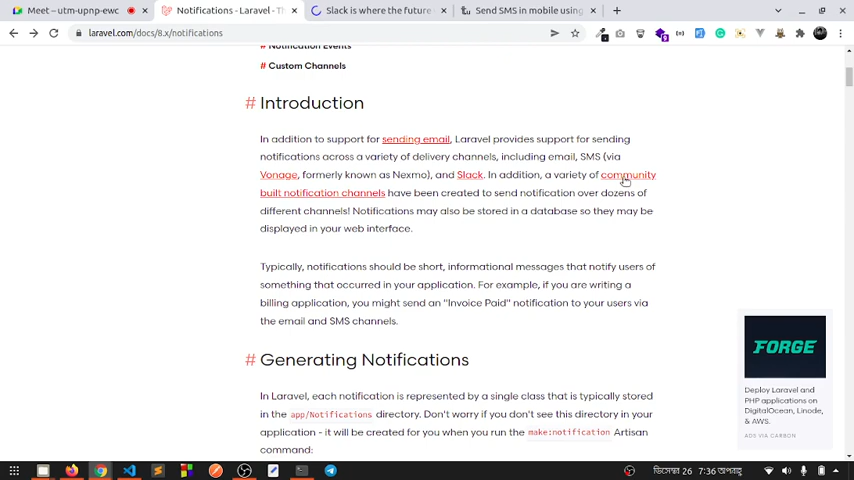 Meet – utm-upnp-ewc
Notifications - Laravel - Th
Slack is where the future
Send SMS in mobile using
laravel.com/docs/8.x/notifications
# Notification Events
# Custom Channels
# Introduction
In addition to support for sending email, Laravel provides support for sending
notifications across a variety of delivery channels, including email, SMS (via
Vonage, formerly known as Nexmo), and Slack. In addition, a variety of community
built notification channels have been created to send notification over dozens of
different channels! Notifications may also be stored in a database so they may be
displayed in your web interface.
Typically, notifications should be short, informational messages that notify users of
something that occurred in your application. For example, if you are writing a
billing application, you might send an "Invoice Paid" notification to your users via
the email and SMS channels.
FORGE
Deploy Laravel and
PHP applications on
DigitalOcean, Linode,
& AWS.
ADS VIA CARBON
# Generating Notifications
In Laravel, each notification is represented by a single class that is typically stored
in the app/Notifications directory. Don't worry if you don't see this directory in your
application - it will be created for you when you run the make:notification Artisan
command:
ডিসেম্বর 26 7:36 অপরাহ্ণ